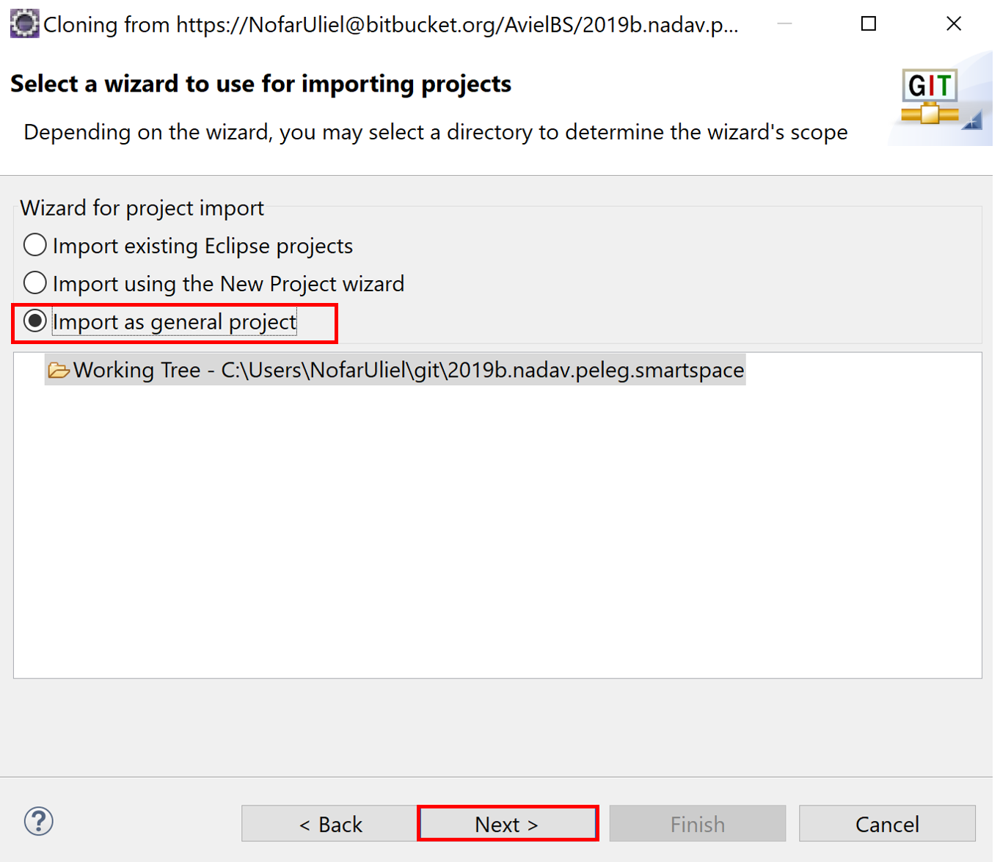 Cloning from https://NofarUliel@bitbucket.org/AvielBS/2019b.nadav.p...
Select a wizard to use for importing projects
GIT
Depending on the wizard, you may select a directory to determine the wizard's scope
Wizard for project import
Import existing Eclipse projects
Import using the New Project wizard
Import as general project
Working Tree - C:\Users\NofarUliel\git\2019b.nadav.peleg.smartspace
? < Back Next > Finish Cancel